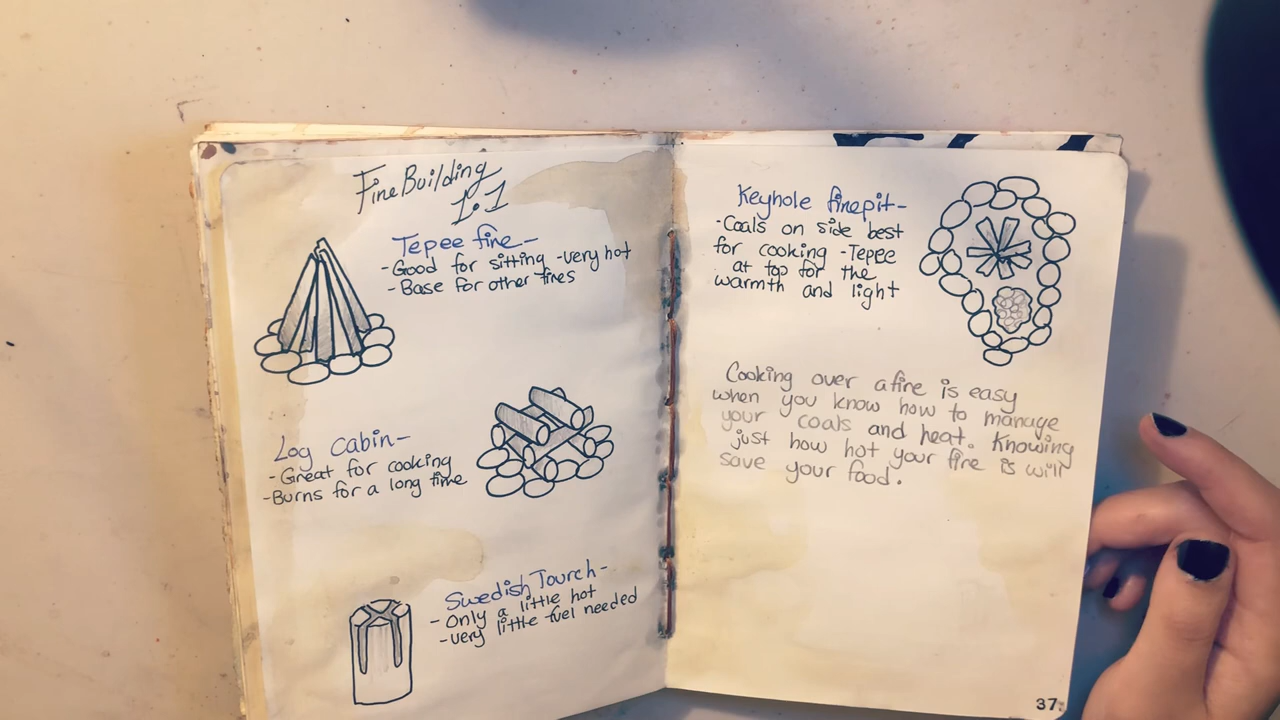 Fire Building
1.1
Tepee fire-
-Good for sitting -very hot
-Base for other fires
Log cabin-
-Great for cooking
-Burns for a long time
Swedish Tourch-
- Only a little hot
-very little fuel needed
Keyhole firepit-
-Coals on side best
for cooking -Tepee
at top for the
warmth and light
Cooking over a fire is easy
when you know how to manage
your coals and heat. Knowing
just how hot your fire is will
save your food.
37